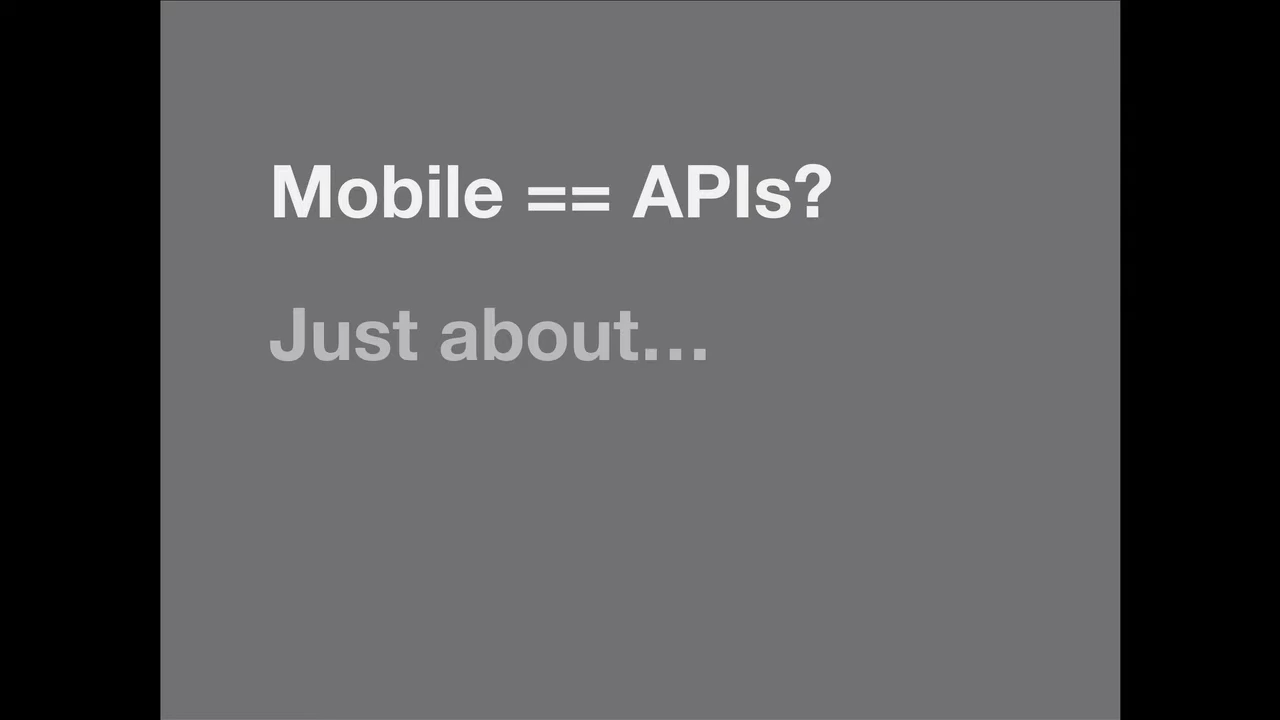 Mobile == APIs?
Just about…